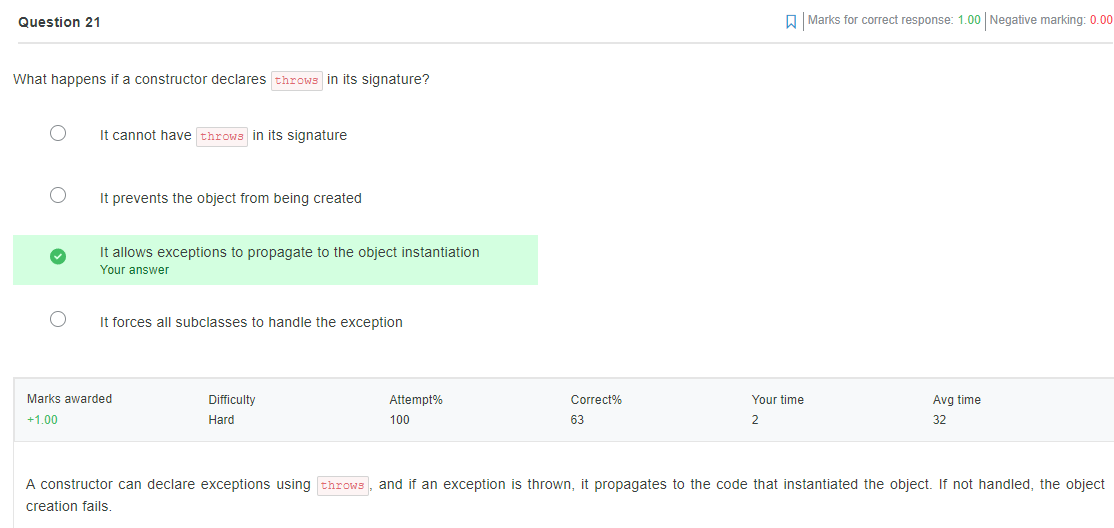 Question 21
Marks for correct response: 1.00 Negative marking: 0.00
What happens if a constructor declares throws in its signature?
It cannot have throws in its signature
It prevents the object from being created
It allows exceptions to propagate to the object instantiation
Your answer
It forces all subclasses to handle the exception
Marks awarded Difficulty Attempt% Correct% Your time Avg time
+1.00 Hard 100 63 2 32
A constructor can declare exceptions using throws, and if an exception is thrown, it propagates to the code that instantiated the object. If not handled, the object
creation fails.